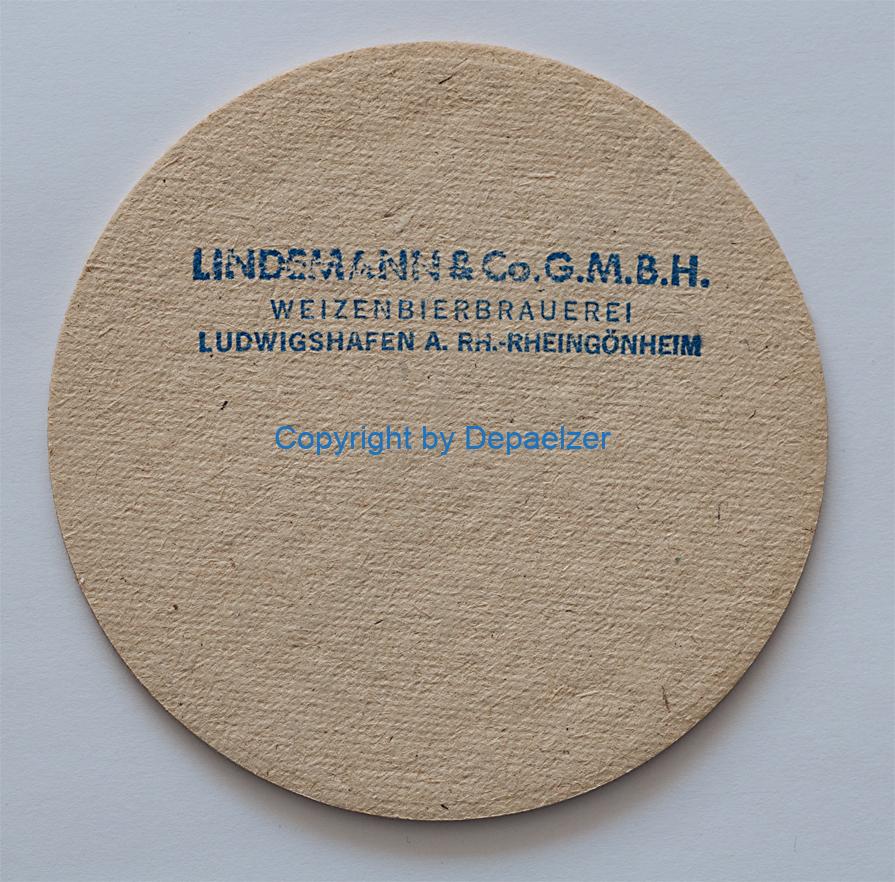 LINDEMANN & Co. G.M.B.H.
WEIZENBIERBRAUEREI
LUDWIGSHAFEN A. RH.-RHEINGÖNHEIM
Copyright by Depaelzer